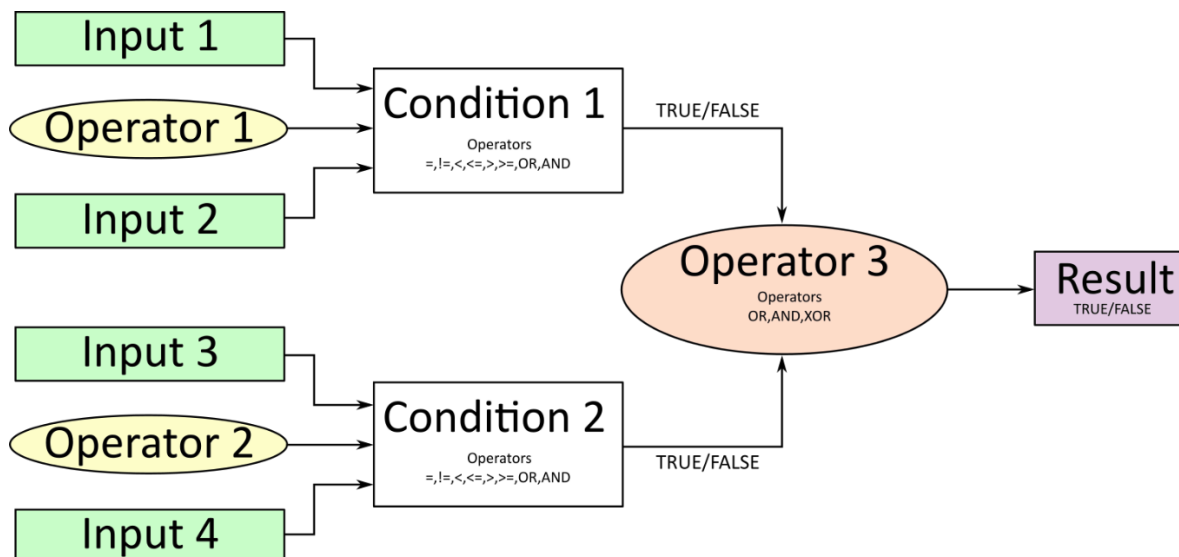 Input 1
Operator 1
Input 2
Condition 1
Operators
=,!=,<,<=,>,>=,OR,AND
TRUE/FALSE
Input 3
Operator 2
Input 4
Condition 2
Operators
=,!=,<,<=,>,>=,OR,AND
TRUE/FALSE
Operator 3
Operators
OR,AND,XOR
Result
TRUE/FALSE